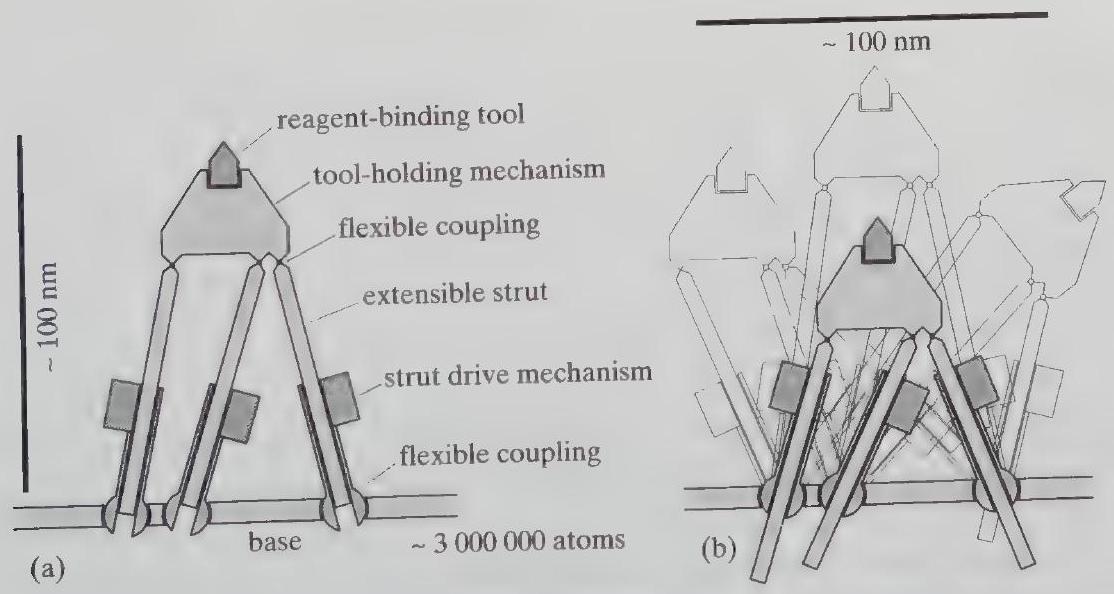 reagent-binding tool
tool-holding mechanism
flexible coupling
extensible strut
strut drive mechanism
flexible coupling
base
~ 3 000 000 atoms
(a)
~ 100 nm
~ 100 nm
(b)